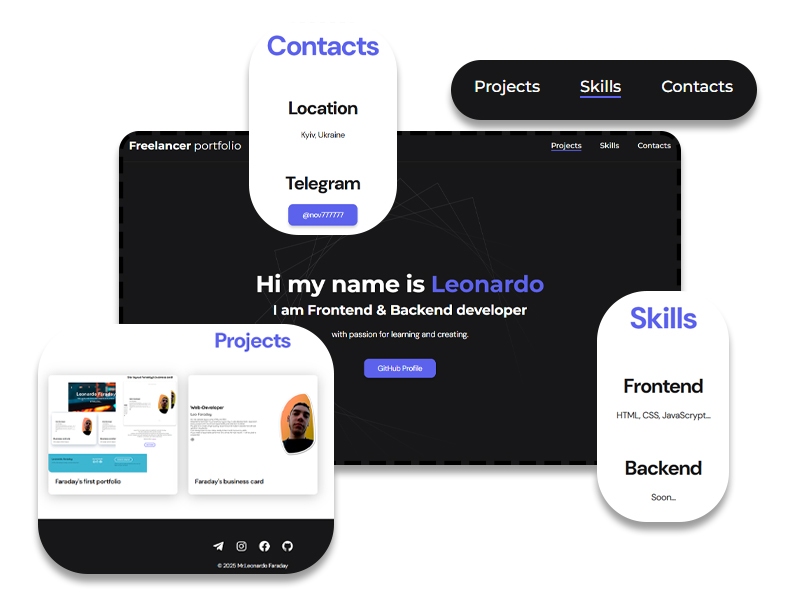 Contacts
Location
Kyiv, Ukraine
Telegram
@nov777777
Projects Skills Contacts
Freelancer portfolio
Projects Skills Contacts
Hi my name is Leonardo
I am Frontend & Backend developer
with passion for learning and creating.
GitHub Profile
Skills
Frontend
HTML, CSS, JavaScrypt...
Backend
Soon...
Projects
Leonardo Faraday
Faraday's first portfolio
Web-Developer
Faraday's business card
© 2025 Mr.Leonardo Faraday